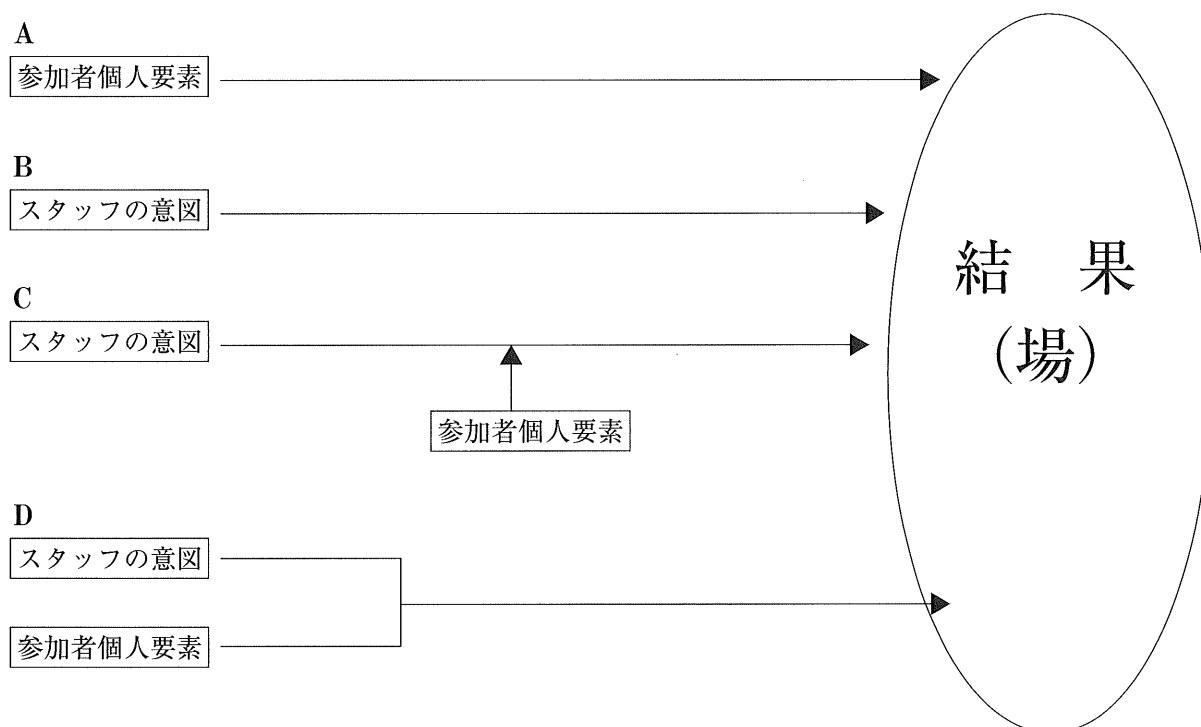 A
参加者個人要素
B
スタッフの意図
C
スタッフの意図
参加者個人要素
D
スタッフの意図
参加者個人要素
結 果
(場)